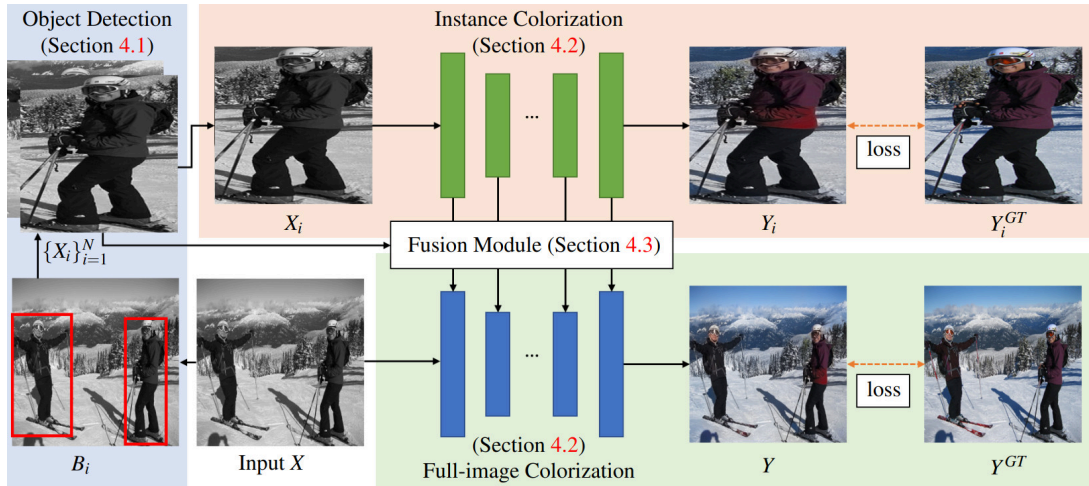 Object Detection
(Section 4.1)
Instance Colorization
(Section 4.2)
...
loss
X_i
Y_i
Y_i^{GT}
{X_i}_{i=1}^N
Fusion Module (Section 4.3)
...
loss
(Section 4.2)
B_i
Input X
Full-image Colorization
Y
Y^{GT}